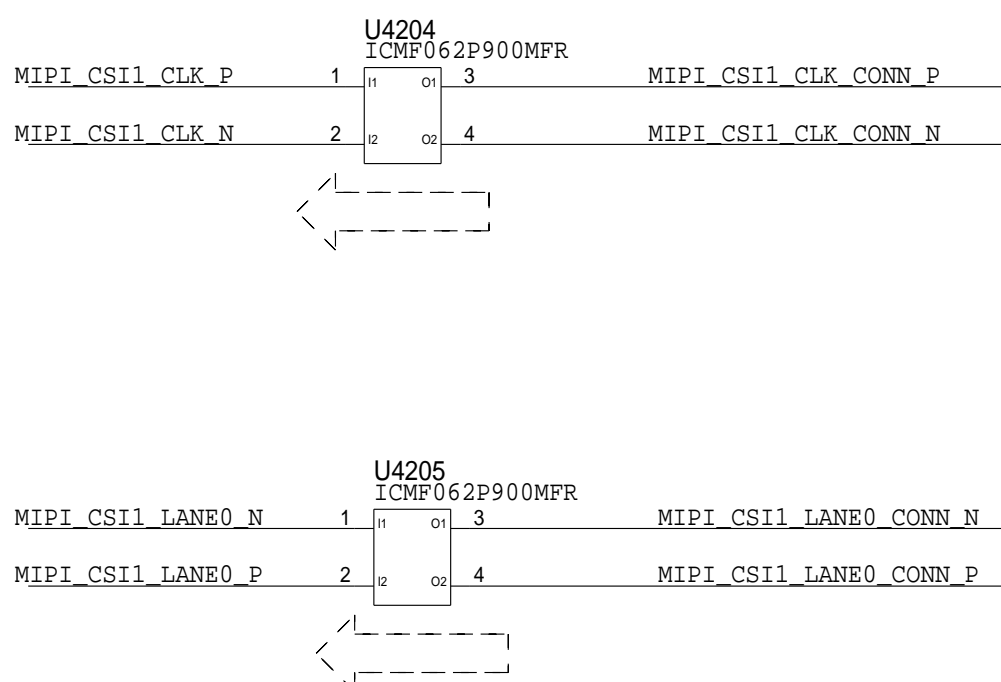 U4204
ICMF062P900MFR
MIPI_CSI1_CLK_P 1 I1 O1 3 MIPI_CSI1_CLK_CONN_P
MIPI_CSI1_CLK_N 2 I2 O2 4 MIPI_CSI1_CLK_CONN_N
U4205
ICMF062P900MFR
MIPI_CSI1_LANE0_N 1 I1 O1 3 MIPI_CSI1_LANE0_CONN_N
MIPI_CSI1_LANE0_P 2 I2 O2 4 MIPI_CSI1_LANE0_CONN_P